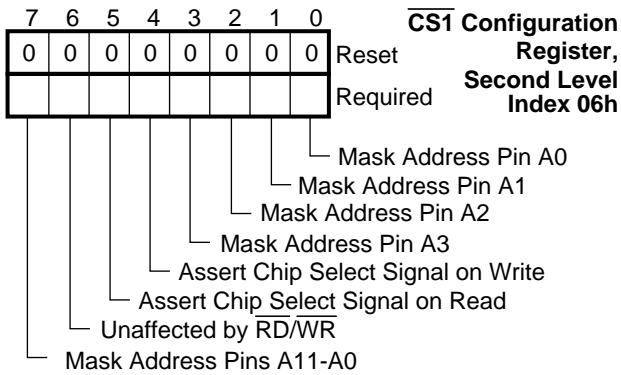 7 6 5 4 3 2 1 0
C̅S̅1̅ Configuration
0 0 0 0 0 0 0 0 Reset
Register,
Second Level
Required
Index 06h
Mask Address Pin A0
Mask Address Pin A1
Mask Address Pin A2
Mask Address Pin A3
Assert Chip Select Signal on Write
Assert Chip Select Signal on Read
Unaffected by R̅D̅/W̅R̅
Mask Address Pins A11-A0